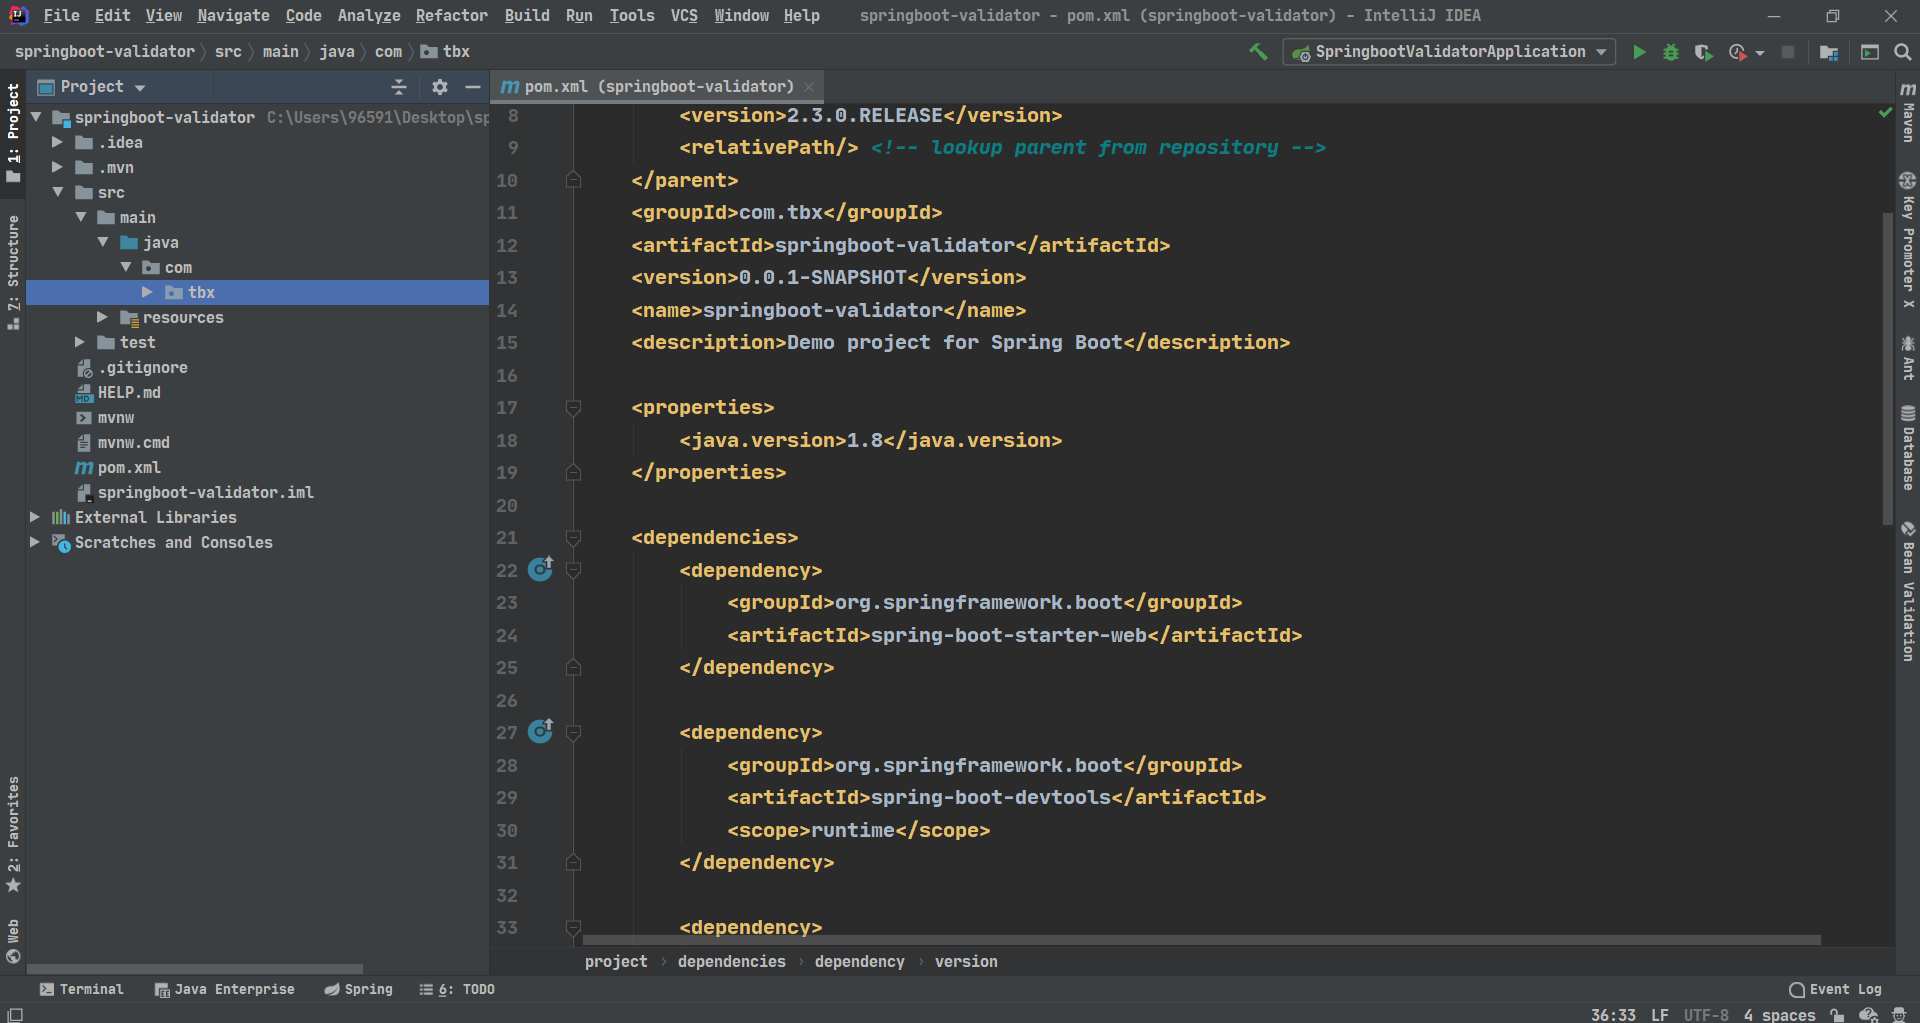 File Edit View Navigate Code Analyze Refactor Build Run Tools VCS Window Help springboot-validator - pom.xml (springboot-validator) - IntelliJ IDEA
springboot-validator src main java com tbx SpringbootValidatorApplication
Project
springboot-validator C:\Users\96591\Desktop\sp
.idea
.mvn
src
main
java
com
tbx
resources
test
.gitignore
HELP.md
mvnw
mvnw.cmd
pom.xml
springboot-validator.iml
External Libraries
Scratches and Consoles
1: Project
7: Structure
2: Favorites
Web
pom.xml (springboot-validator)
8 <version>2.3.0.RELEASE</version>
9 <relativePath/> <!-- lookup parent from repository -->
10 </parent>
11 <groupId>com.tbx</groupId>
12 <artifactId>springboot-validator</artifactId>
13 <version>0.0.1-SNAPSHOT</version>
14 <name>springboot-validator</name>
15 <description>Demo project for Spring Boot</description>
16
17 <properties>
18 <java.version>1.8</java.version>
19 </properties>
20
21 <dependencies>
22 <dependency>
23 <groupId>org.springframework.boot</groupId>
24 <artifactId>spring-boot-starter-web</artifactId>
25 </dependency>
26
27 <dependency>
28 <groupId>org.springframework.boot</groupId>
29 <artifactId>spring-boot-devtools</artifactId>
30 <scope>runtime</scope>
31 </dependency>
32
33 <dependency>
project dependencies dependency version
Maven
Key Promoter X
Ant
Database
Bean Validation
Terminal Java Enterprise Spring 6: TODO Event Log
36:33 LF UTF-8 4 spaces